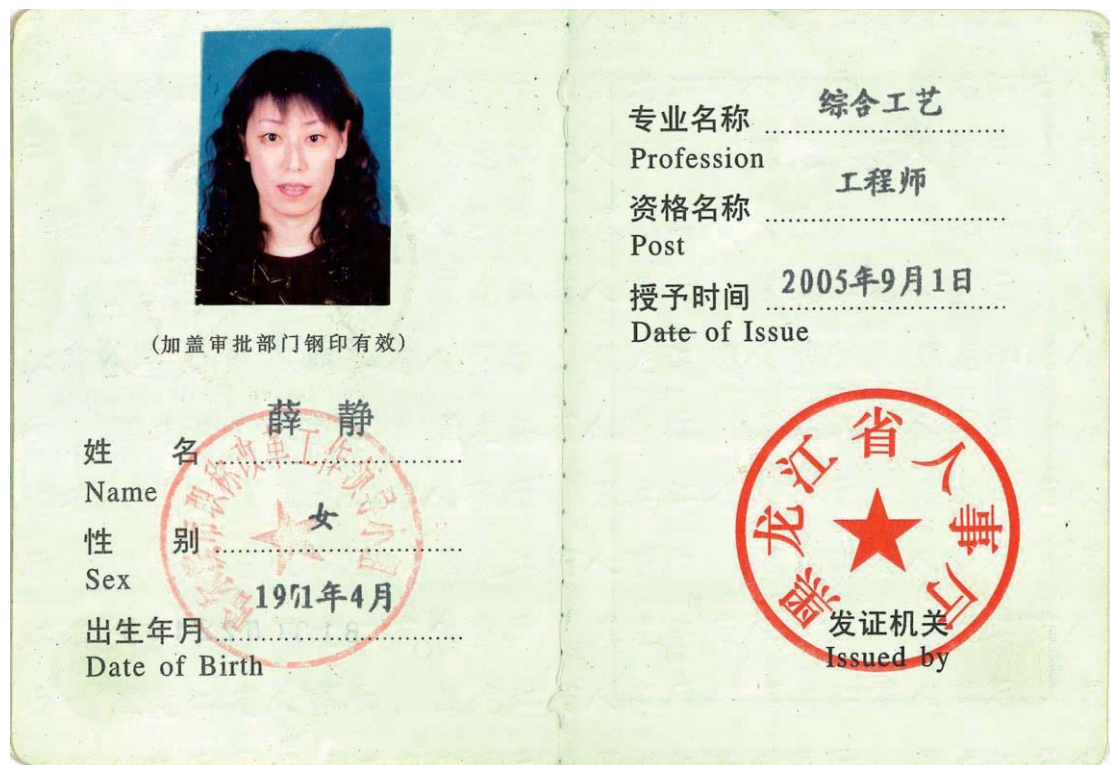 (加盖审批部门钢印有效)
薛 静
姓 名
Name
女
性 别
Sex
年4月
出生年月
Date of Birth
综合工艺
专业名称
Profession
工程师
资格名称
Post
2005年9月1日
授予时间
Date of Issue
黑龙江省人事厅
发证机关
Issued by